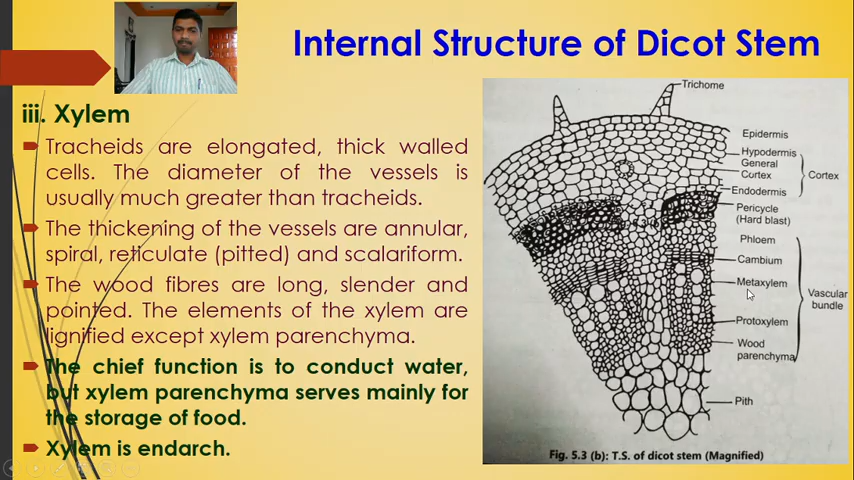 Internal Structure of Dicot Stem
iii. Xylem
Tracheids are elongated, thick walled
cells. The diameter of the vessels is
usually much greater than tracheids.
The thickening of the vessels are annular,
spiral, reticulate (pitted) and scalariform.
The wood fibres are long, slender and
pointed. The elements of the xylem are
lignified except xylem parenchyma.
The chief function is to conduct water,
but xylem parenchyma serves mainly for
the storage of food.
Xylem is endarch.
Trichome
Epidermis
Hypodermis
General
Cortex
Cortex
Endodermis
Pericycle
(Hard blast)
Phloem
Cambium
Metaxylem
Vascular
bundle
Protoxylem
Wood
parenchyma
Pith
Fig. 5.3 (b): T.S. of dicot stem (Magnified)